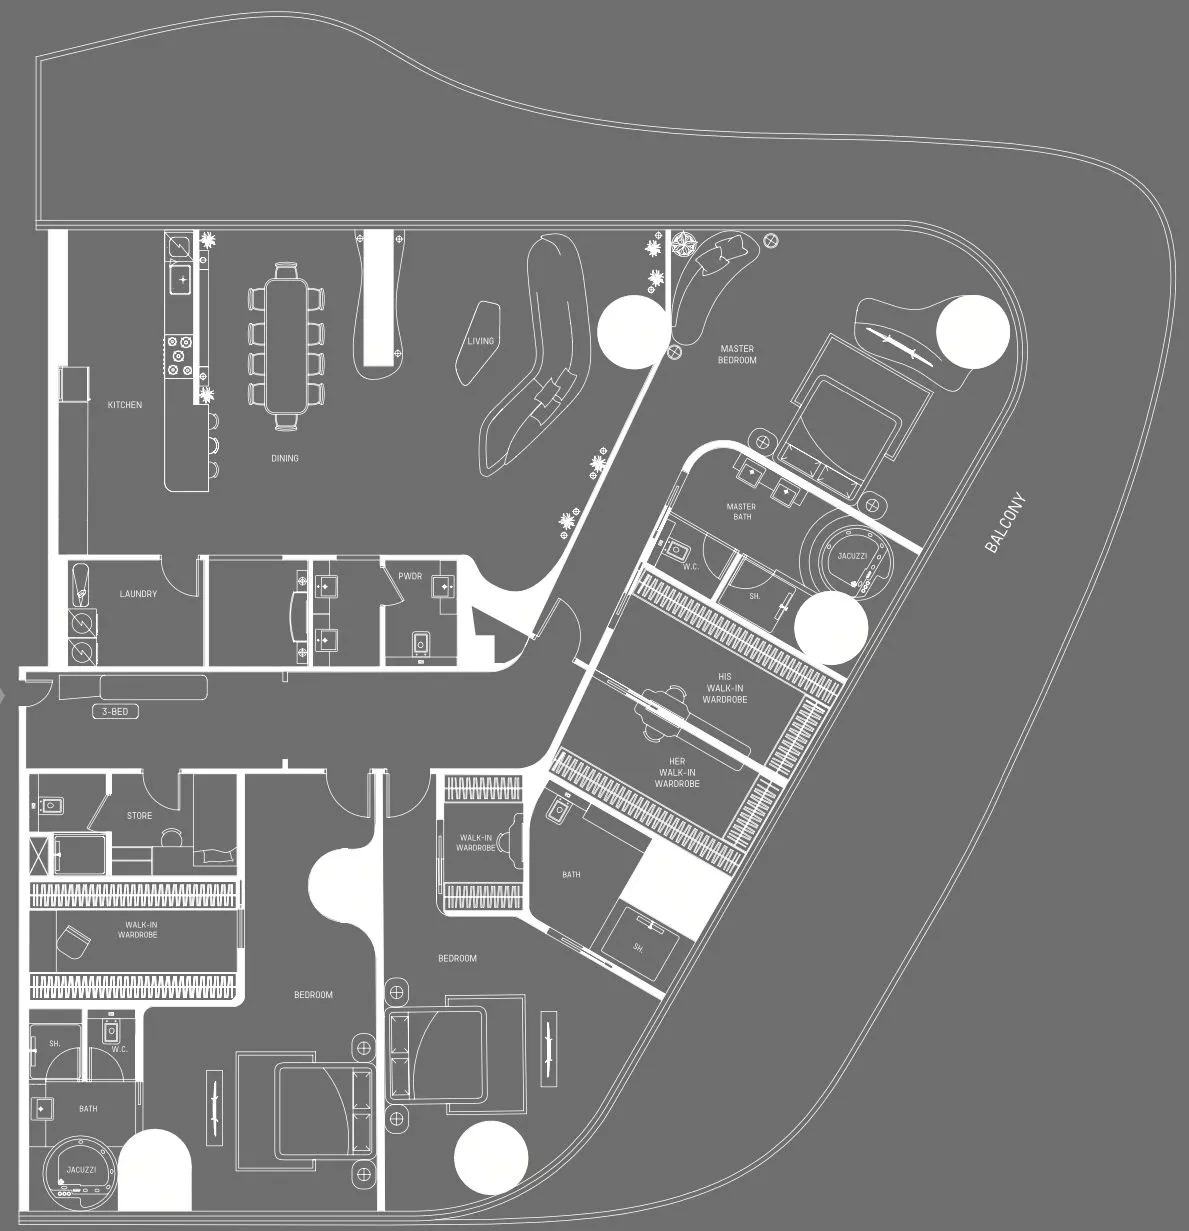 LIVING
MASTER
BEDROOM
KITCHEN
DINING
MASTER
BATH
BALCONY
JACUZZI
W.C.
PWDR
LAUNDRY
SH.
HIS
WALK-IN
WARDROBE
3-BED
HER
WALK-IN
WARDROBE
STORE
WALK-IN
WARDROBE
BATH
WALK-IN
WARDROBE
SH.
BEDROOM
BEDROOM
SH.
W.C.
BATH
JACUZZI